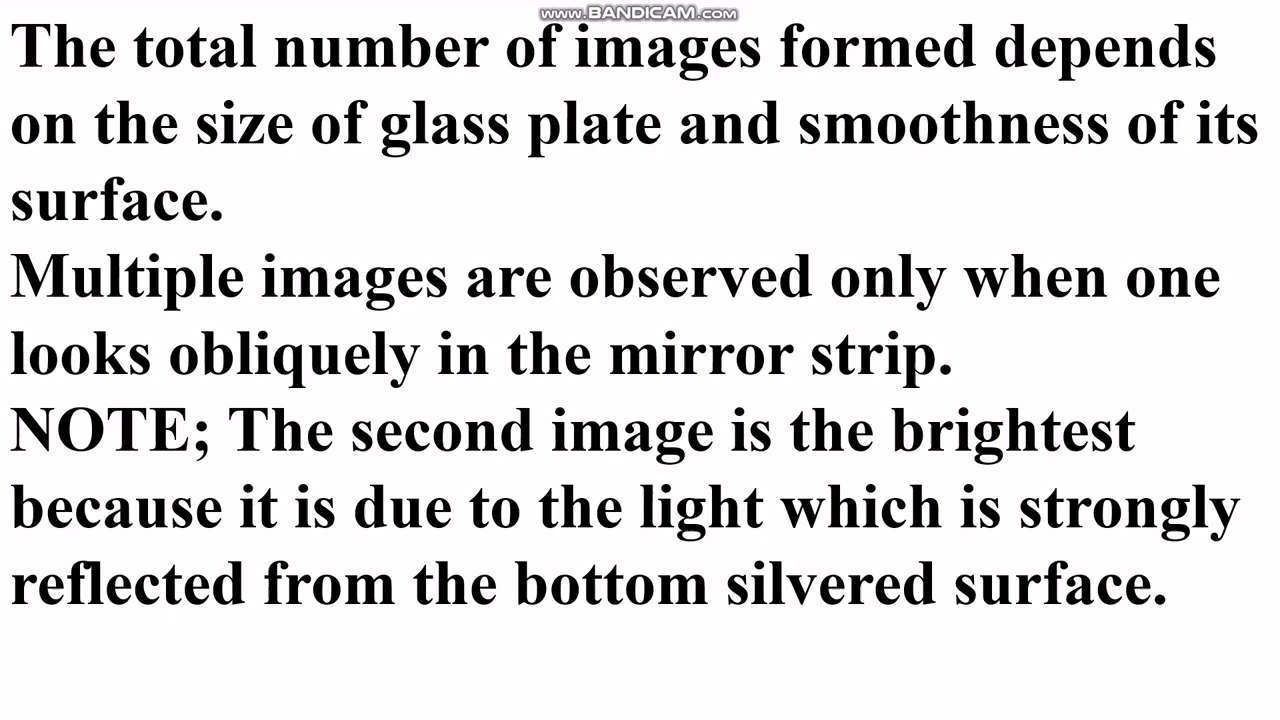 www.BANDICAM.com
The total number of images formed depends
on the size of glass plate and smoothness of its
surface.
Multiple images are observed only when one
looks obliquely in the mirror strip.
NOTE; The second image is the brightest
because it is due to the light which is strongly
reflected from the bottom silvered surface.